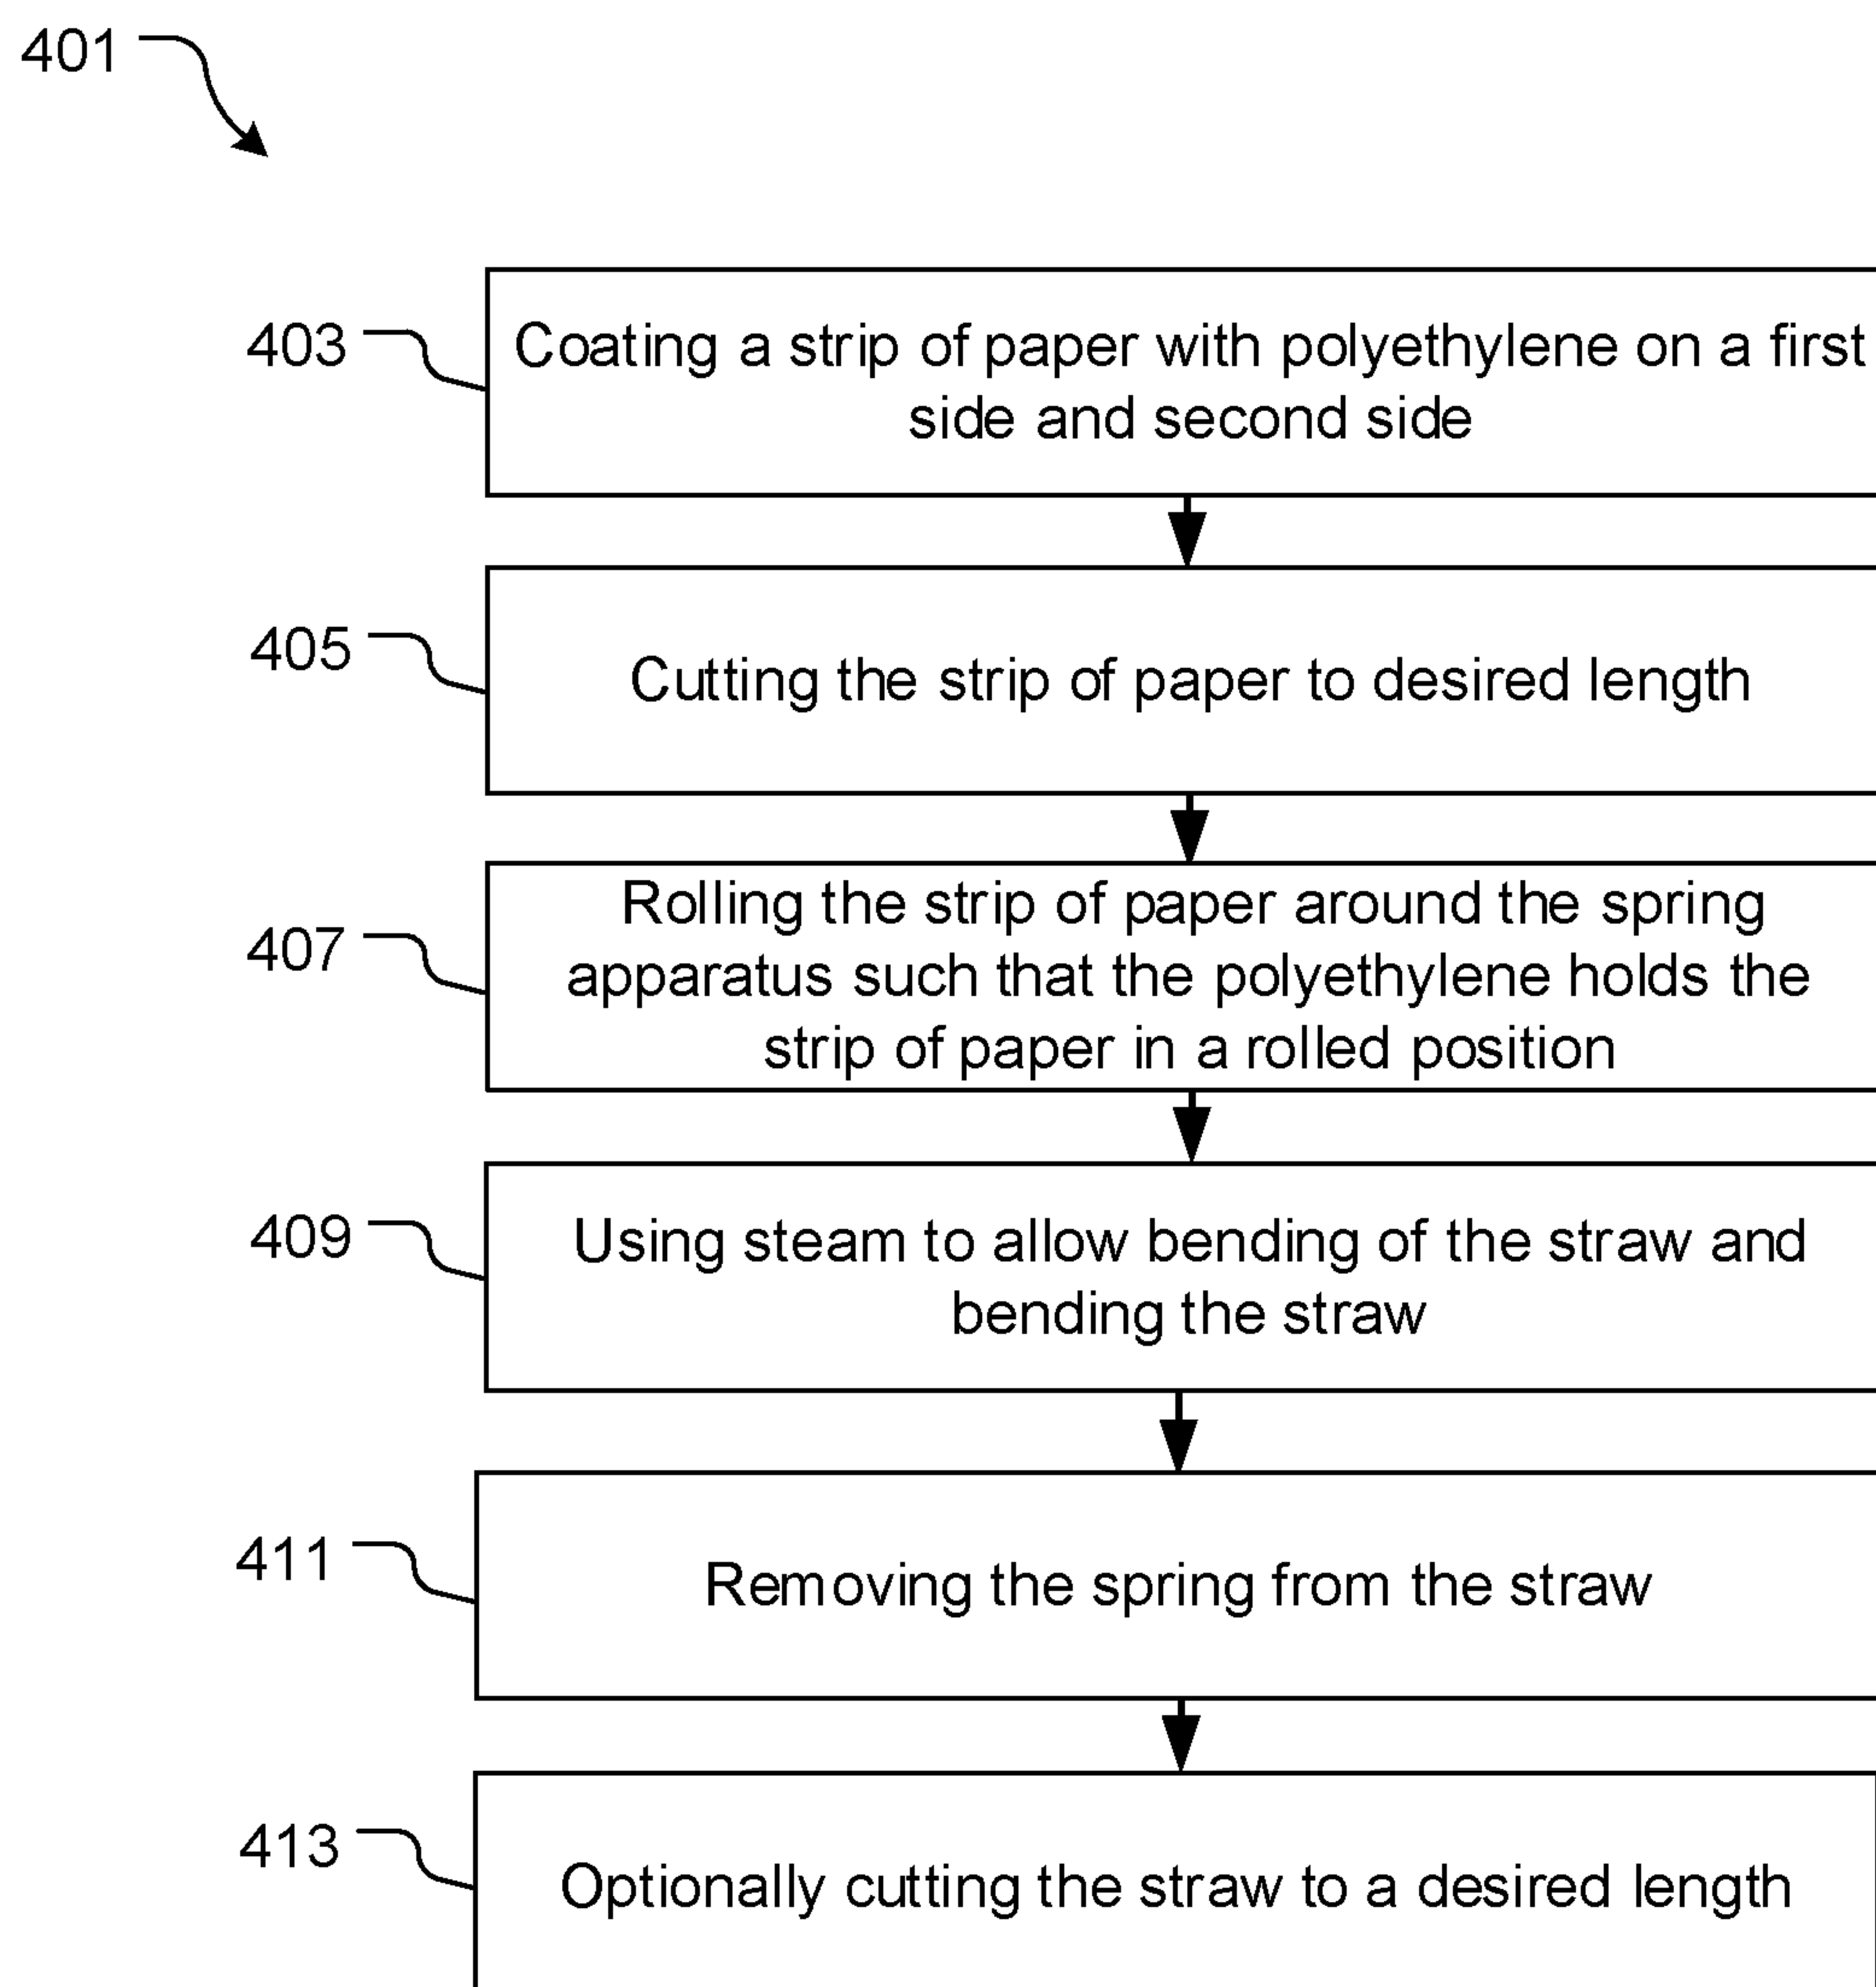 401
403
Coating a strip of paper with polyethylene on a first
side and second side
405
Cutting the strip of paper to desired length
407
Rolling the strip of paper around the spring
apparatus such that the polyethylene holds the
strip of paper in a rolled position
409
Using steam to allow bending of the straw and
bending the straw
411
Removing the spring from the straw
413
Optionally cutting the straw to a desired length